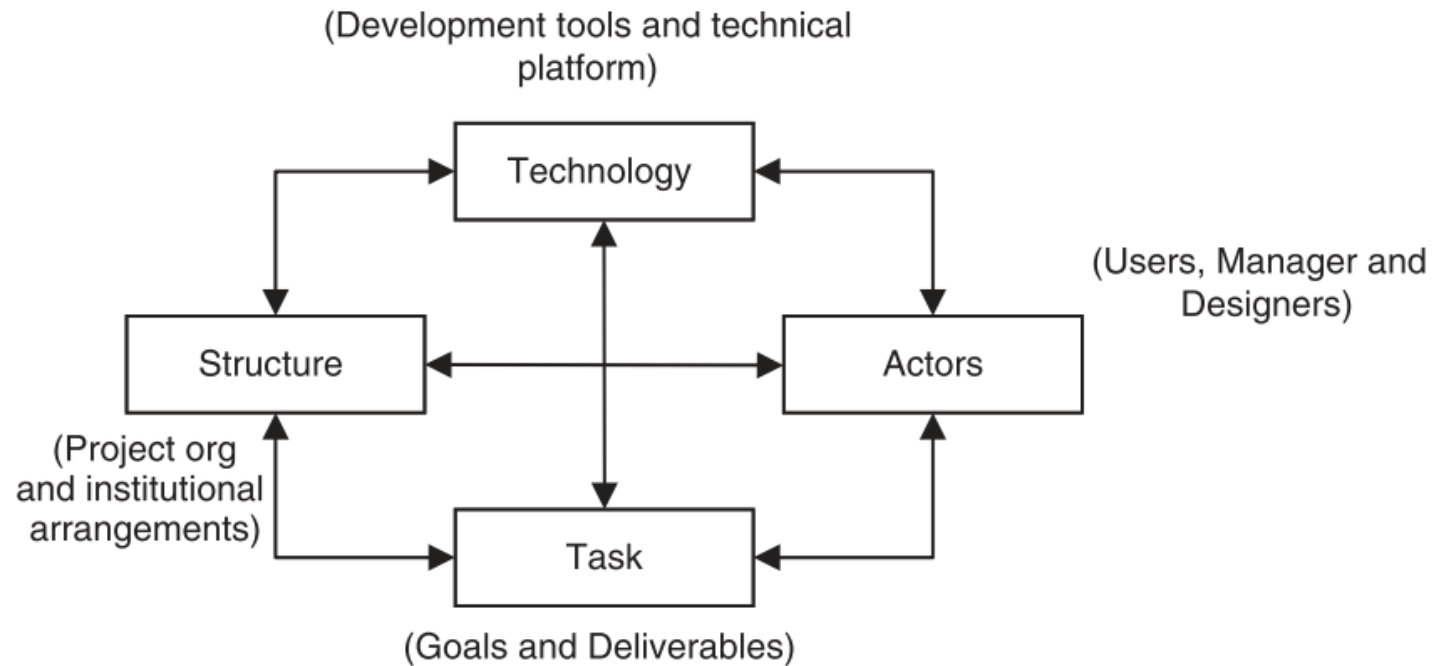 (Development tools and technical
platform)
Technology
(Users, Manager and
Designers)
Structure
Actors
(Project org
and institutional
arrangements)
Task
(Goals and Deliverables)